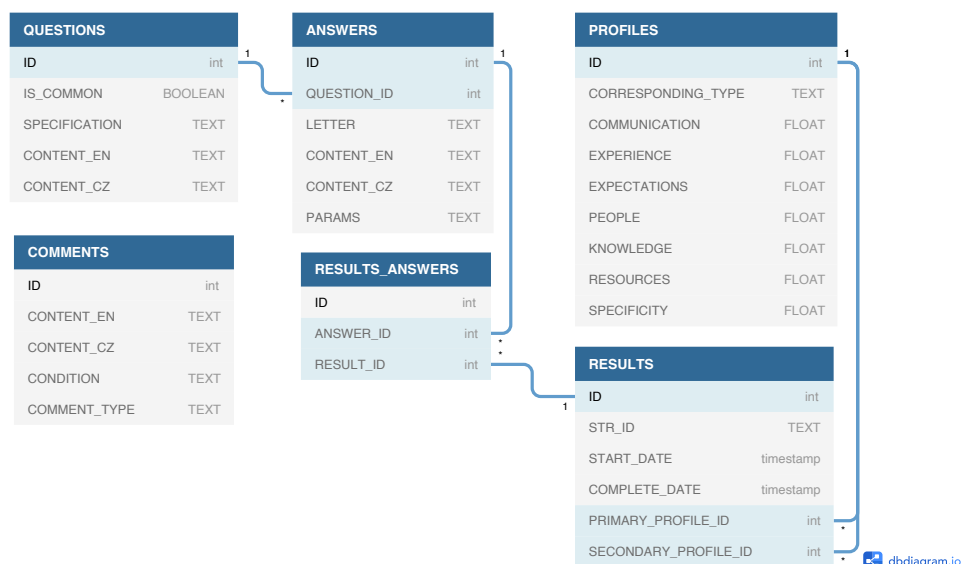 QUESTIONS
ID int
IS_COMMON BOOLEAN
SPECIFICATION TEXT
CONTENT_EN TEXT
CONTENT_CZ TEXT
1
*
ANSWERS
ID int
QUESTION_ID int
LETTER TEXT
CONTENT_EN TEXT
CONTENT_CZ TEXT
PARAMS TEXT
1
PROFILES
ID int
CORRESPONDING_TYPE TEXT
COMMUNICATION FLOAT
EXPERIENCE FLOAT
EXPECTATIONS FLOAT
PEOPLE FLOAT
KNOWLEDGE FLOAT
RESOURCES FLOAT
SPECIFICITY FLOAT
1
COMMENTS
ID int
CONTENT_EN TEXT
CONTENT_CZ TEXT
CONDITION TEXT
COMMENT_TYPE TEXT
RESULTS_ANSWERS
ID int
ANSWER_ID int
RESULT_ID int
*
*
1
RESULTS
ID int
STR_ID TEXT
START_DATE timestamp
COMPLETE_DATE timestamp
PRIMARY_PROFILE_ID int
SECONDARY_PROFILE_ID int
*
*
dbdiagram.io